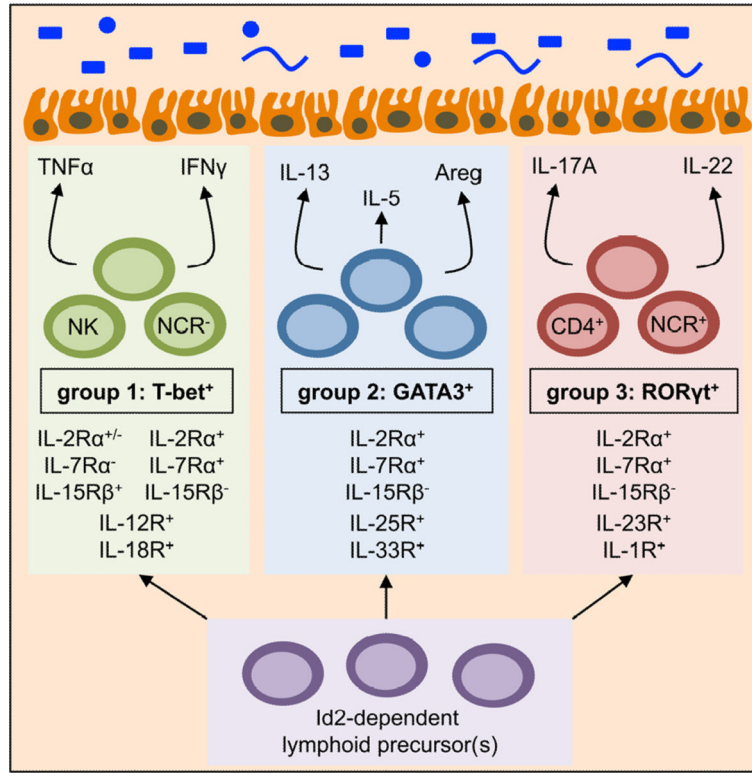 TNFα
IFNγ
NK
NCR⁻
group 1: T-bet⁺
IL-2Rα⁺/⁻ IL-2Rα⁺
IL-7Rα⁻ IL-7Rα⁺
IL-15Rβ⁺ IL-15Rβ⁻
IL-12R⁺
IL-18R⁺
IL-13
IL-5
Areg
group 2: GATA3⁺
IL-2Rα⁺
IL-7Rα⁺
IL-15Rβ⁻
IL-25R⁺
IL-33R⁺
IL-17A
IL-22
CD4⁺
NCR⁺
group 3: RORγt⁺
IL-2Rα⁺
IL-7Rα⁺
IL-15Rβ⁻
IL-23R⁺
IL-1R⁺
Id2-dependent
lymphoid precursor(s)